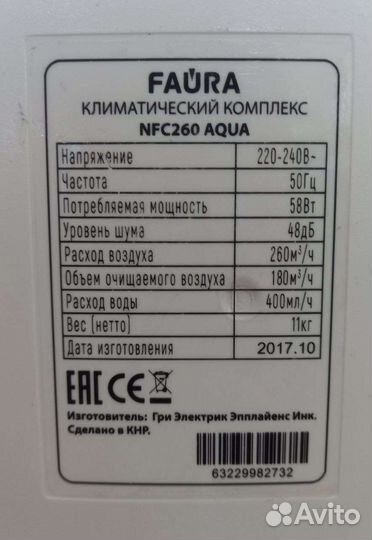 FAURA
КЛИМАТИЧЕСКИЙ КОМПЛЕКС
NFC260 AQUA
Напряжение 220-240В~
Частота 50Гц
Потребляемая мощность 58Вт
Уровень шума 48дБ
Расход воздуха 260м³/ч
Объем очищаемого воздуха 180м³/ч
Расход воды 400мл/ч
Вес (нетто) 11кг
Дата изготовления 2017.10
EAC CE
Изготовитель: Гри Электрик Эпплайенс Инк.
Сделано в КНР.
63229982732
Avito